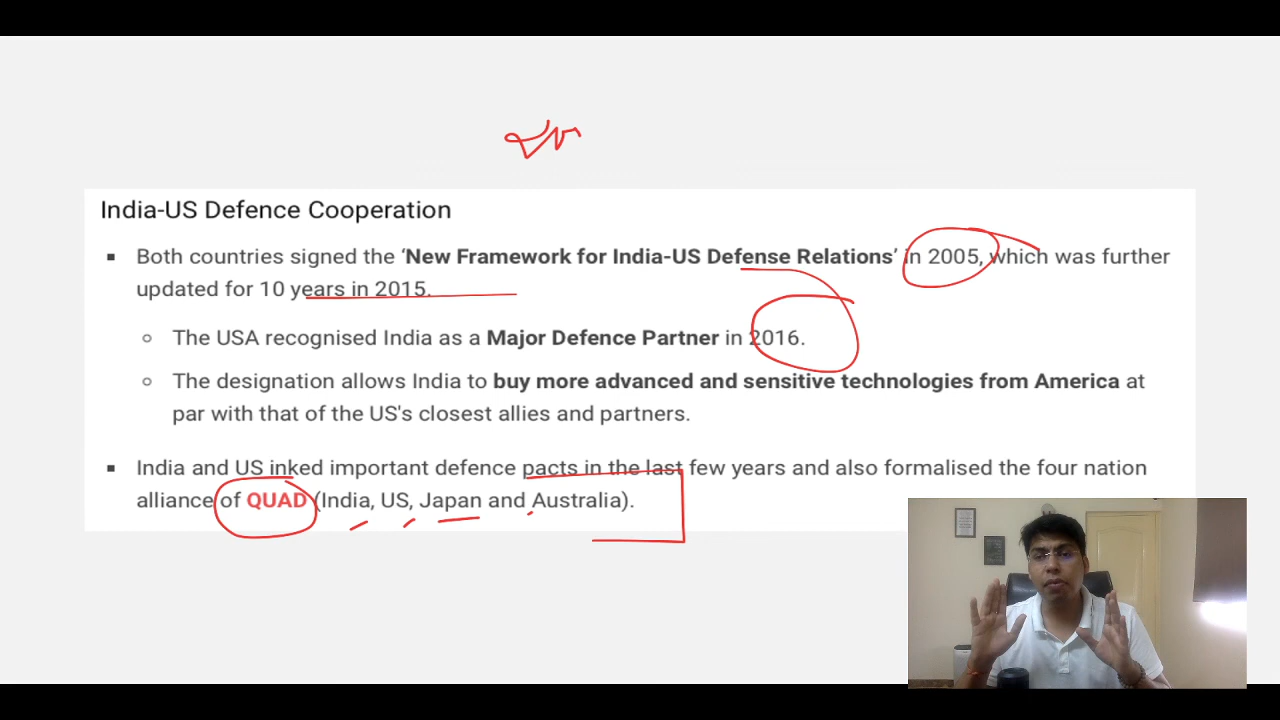 India-US Defence Cooperation
▪ Both countries signed the ‘New Framework for India-US Defense Relations’ in 2005, which was further
updated for 10 years in 2015.
○ The USA recognised India as a Major Defence Partner in 2016.
○ The designation allows India to buy more advanced and sensitive technologies from America at
par with that of the US's closest allies and partners.
▪ India and US inked important defence pacts in the last few years and also formalised the four nation
alliance of QUAD (India, US, Japan and Australia).